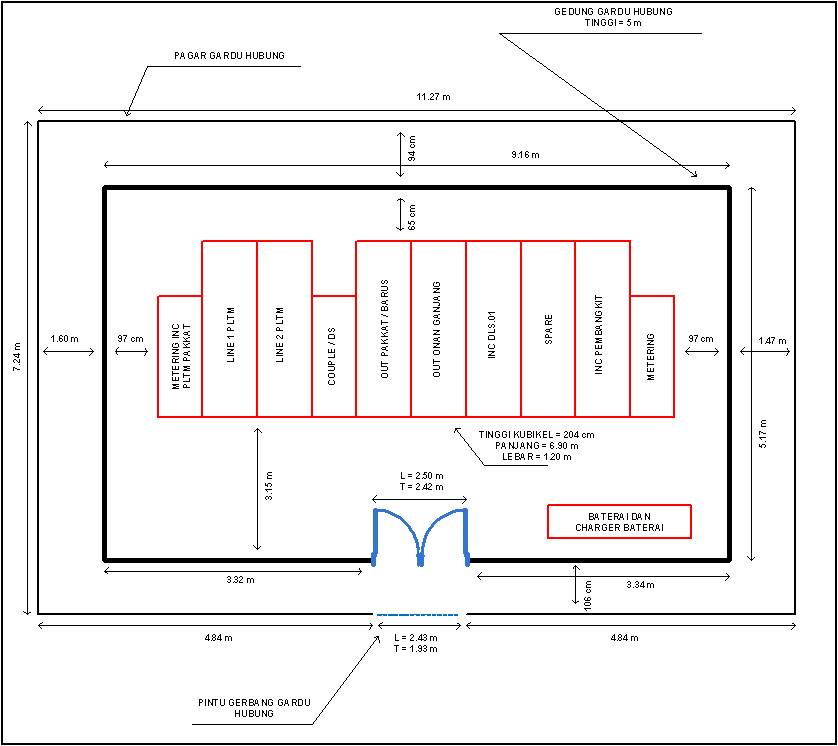 GEDUNG GARDU HUBUNG
TINGGI = 5 m
PAGAR GARDU HUBUNG
11.27 m
94 cm
9.16 m
65 cm
7.24 m
1.60 m
97 cm
METERING INC
PLTM PAKKAT
LINE 1 PLTM
LINE 2 PLTM
COUPLE / DS
OUT PAKKAT / BARUS
OUT ONAN GANJANG
INC DLS.01
SPARE
INC PEMBANGKIT
METERING
97 cm
1.47 m
5.17 m
TINGGI KUBIKEL = 204 cm
PANJANG = 6.90 m
LEBAR = 120 m
3.15 m
L = 2.50 m
T = 2.42 m
BATERAI DAN
CHARGER BATERAI
3.32 m
106 cm
3.34 m
4.84 m
L = 2.43 m
T = 1.93 m
4.84 m
PINTU GERBANG GARDU
HUBUNG